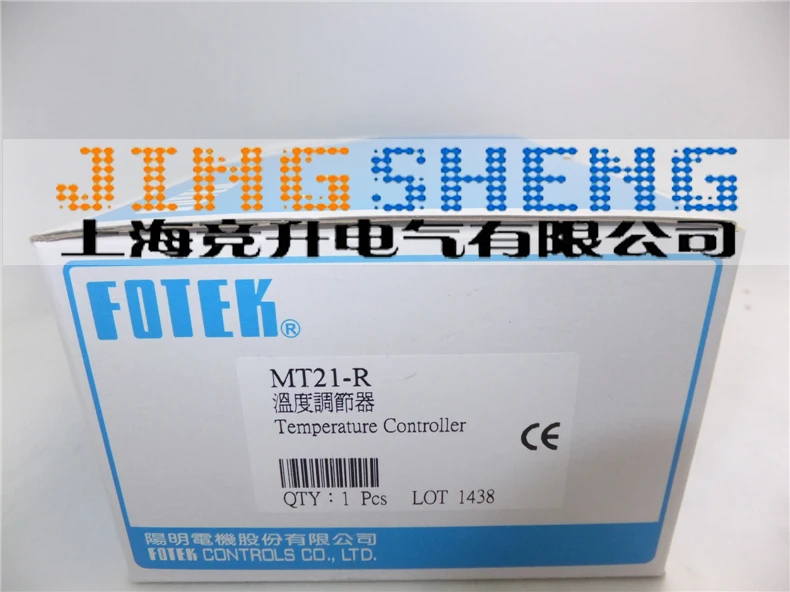 JINGSHENG
上海竞升电气有限公司
FOTEK®
MT21-R
溫度調節器
Temperature Controller
CE
QTY：1 Pcs LOT 1438
陽明電機股份有限公司
FOTEK CONTROLS CO., LTD.